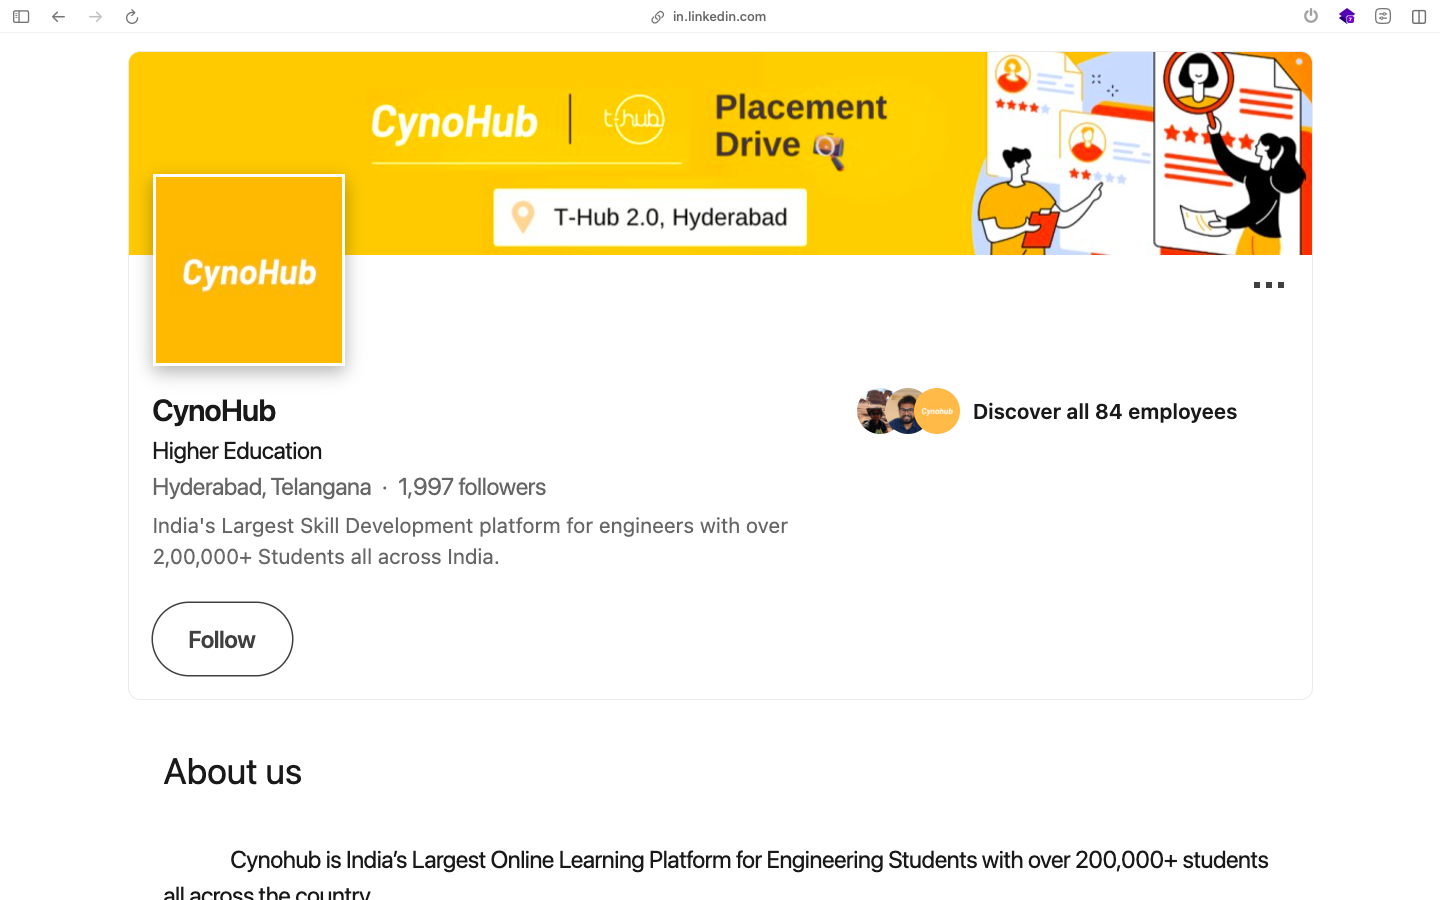 in.linkedin.com
CynoHub
t-hub
Placement
Drive
T-Hub 2.0, Hyderabad
CynoHub
CynoHub
Higher Education
Hyderabad, Telangana · 1,997 followers
India's Largest Skill Development platform for engineers with over
2,00,000+ Students all across India.
Cynohub
Discover all 84 employees
Follow
About us
Cynohub is India’s Largest Online Learning Platform for Engineering Students with over 200,000+ students
all across the country